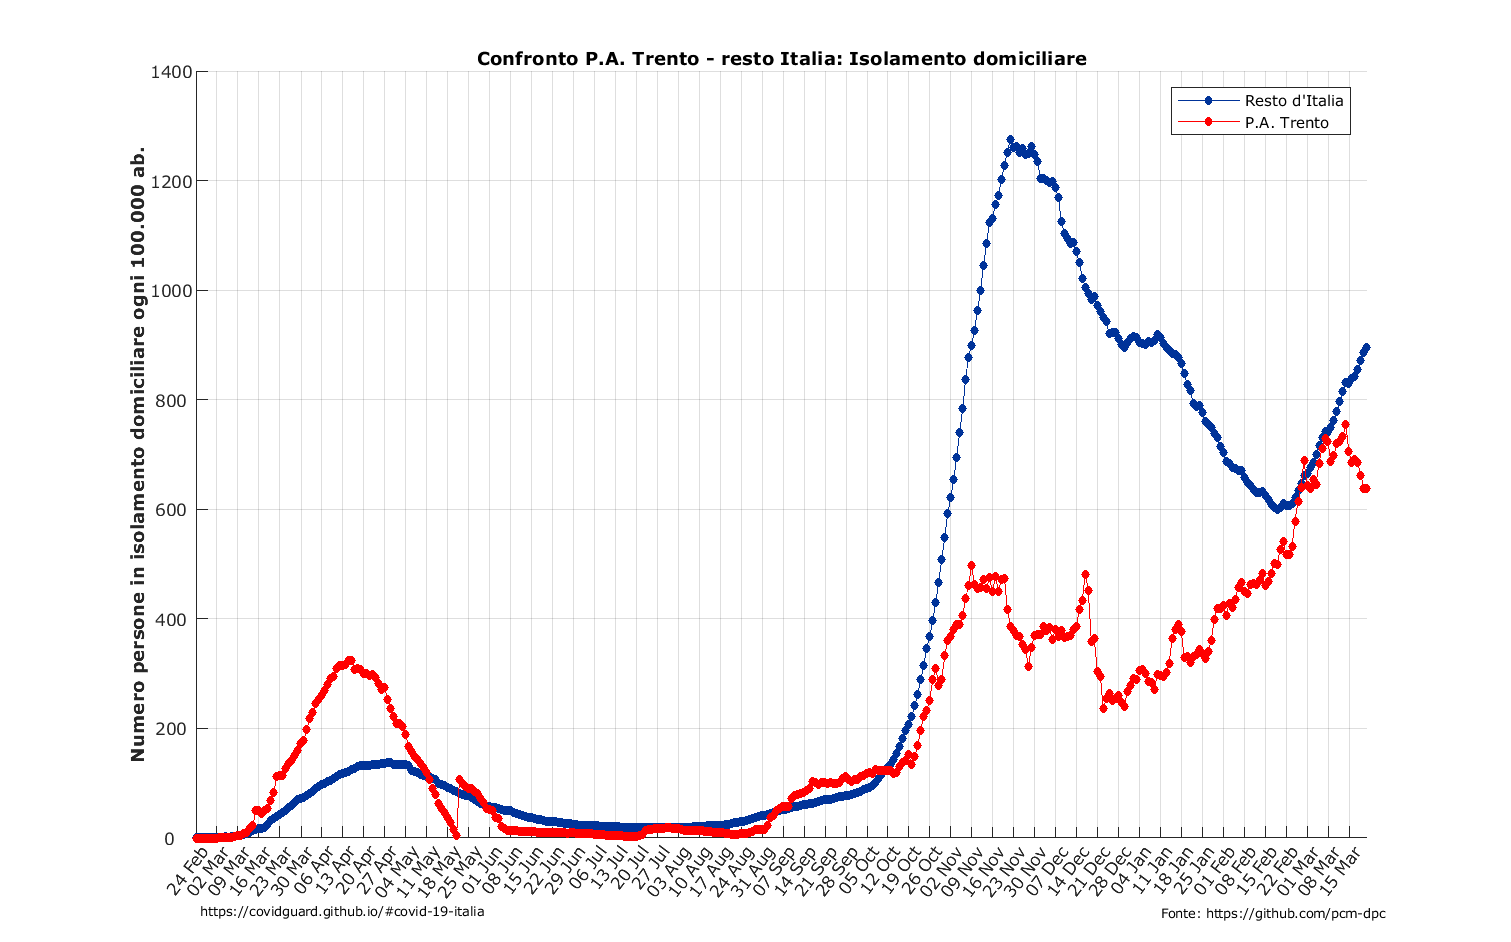 Confronto P.A. Trento - resto Italia: Isolamento domiciliare
Numero persone in isolamento domiciliare ogni 100.000 ab.
1400
1200
1000
800
600
400
200
0
Resto d'Italia
P.A. Trento
24 Feb
02 Mar
09 Mar
16 Mar
23 Mar
30 Mar
06 Apr
13 Apr
20 Apr
27 Apr
04 May
11 May
18 May
25 May
01 Jun
08 Jun
15 Jun
22 Jun
29 Jun
06 Jul
13 Jul
20 Jul
27 Jul
03 Aug
10 Aug
17 Aug
24 Aug
31 Aug
07 Sep
14 Sep
21 Sep
28 Sep
05 Oct
12 Oct
19 Oct
26 Oct
02 Nov
09 Nov
16 Nov
23 Nov
30 Nov
07 Dec
14 Dec
21 Dec
28 Dec
04 Jan
11 Jan
18 Jan
25 Jan
01 Feb
08 Feb
15 Feb
22 Feb
01 Mar
08 Mar
15 Mar
https://covidguard.github.io/#covid-19-italia
Fonte: https://github.com/pcm-dpc